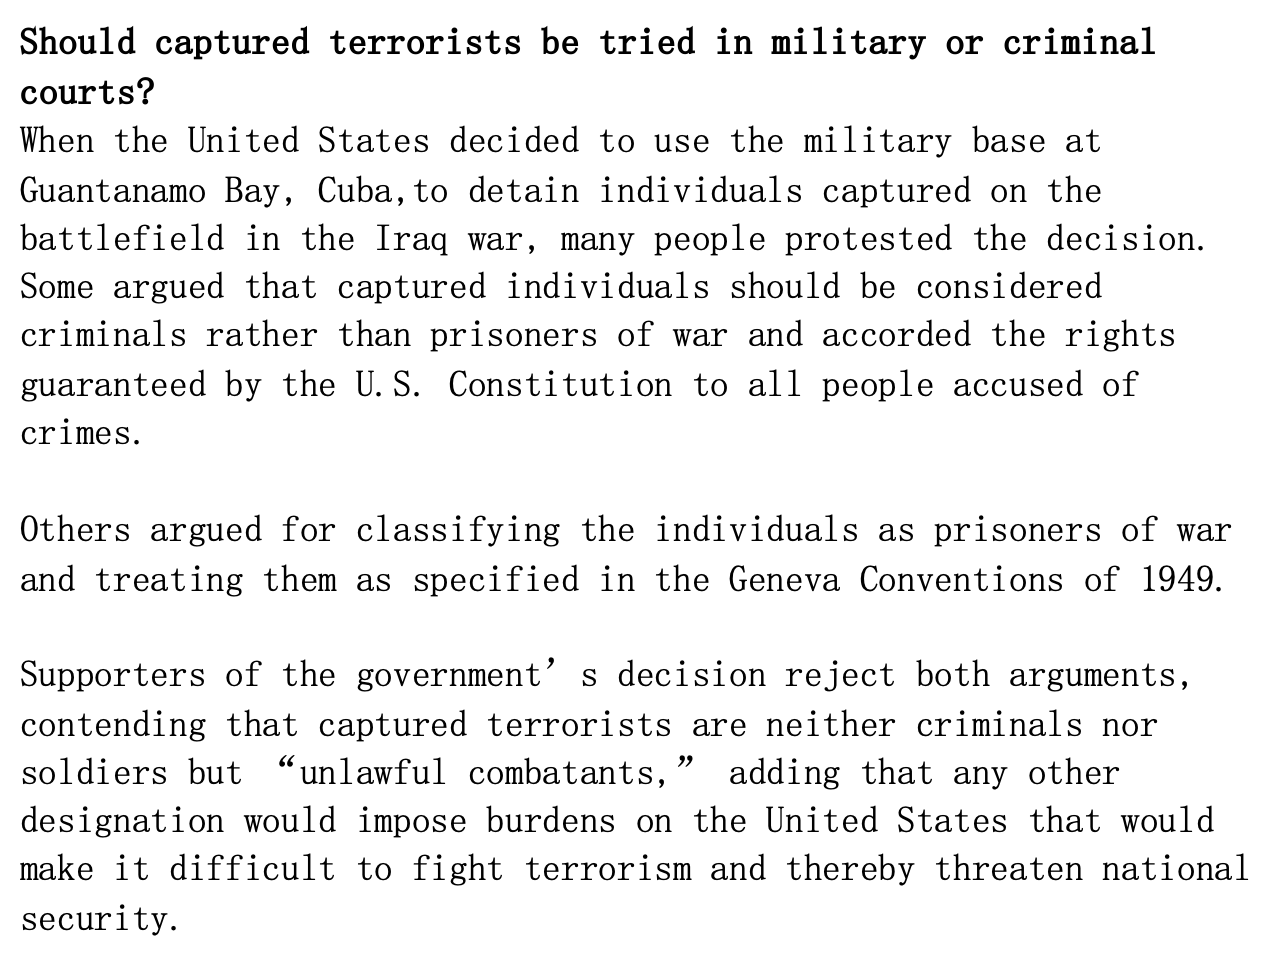 Should captured terrorists be tried in military or criminal
courts?
When the United States decided to use the military base at
Guantanamo Bay, Cuba,to detain individuals captured on the
battlefield in the Iraq war, many people protested the decision.
Some argued that captured individuals should be considered
criminals rather than prisoners of war and accorded the rights
guaranteed by the U.S. Constitution to all people accused of
crimes.

Others argued for classifying the individuals as prisoners of war
and treating them as specified in the Geneva Conventions of 1949.

Supporters of the government’s decision reject both arguments,
contending that captured terrorists are neither criminals nor
soldiers but “unlawful combatants,” adding that any other
designation would impose burdens on the United States that would
make it difficult to fight terrorism and thereby threaten national
security.